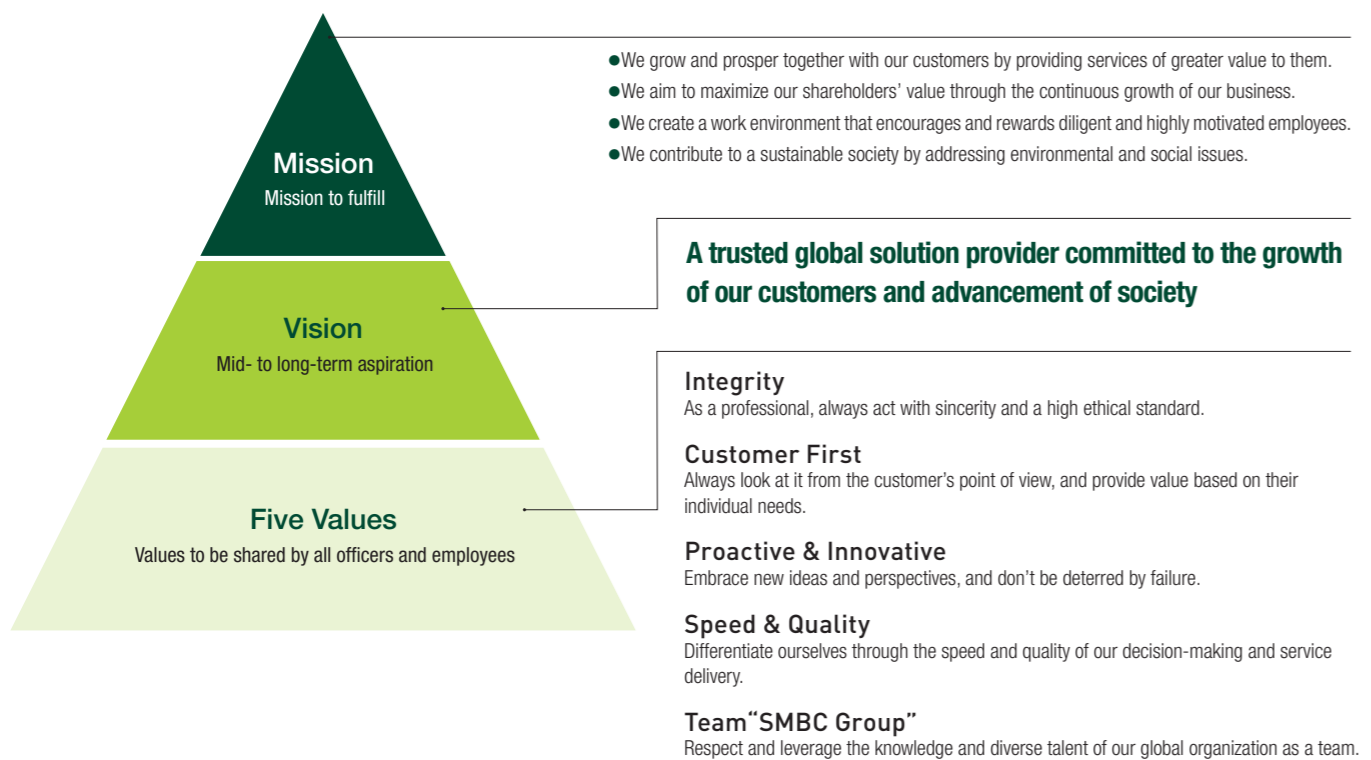 Mission
Mission to fulfill
●We grow and prosper together with our customers by providing services of greater value to them.
●We aim to maximize our shareholders’ value through the continuous growth of our business.
●We create a work environment that encourages and rewards diligent and highly motivated employees.
●We contribute to a sustainable society by addressing environmental and social issues.
Vision
Mid- to long-term aspiration
A trusted global solution provider committed to the growth
of our customers and advancement of society
Five Values
Values to be shared by all officers and employees
Integrity
As a professional, always act with sincerity and a high ethical standard.
Customer First
Always look at it from the customer’s point of view, and provide value based on their
individual needs.
Proactive & Innovative
Embrace new ideas and perspectives, and don’t be deterred by failure.
Speed & Quality
Differentiate ourselves through the speed and quality of our decision-making and service
delivery.
Team“SMBC Group”
Respect and leverage the knowledge and diverse talent of our global organization as a team.